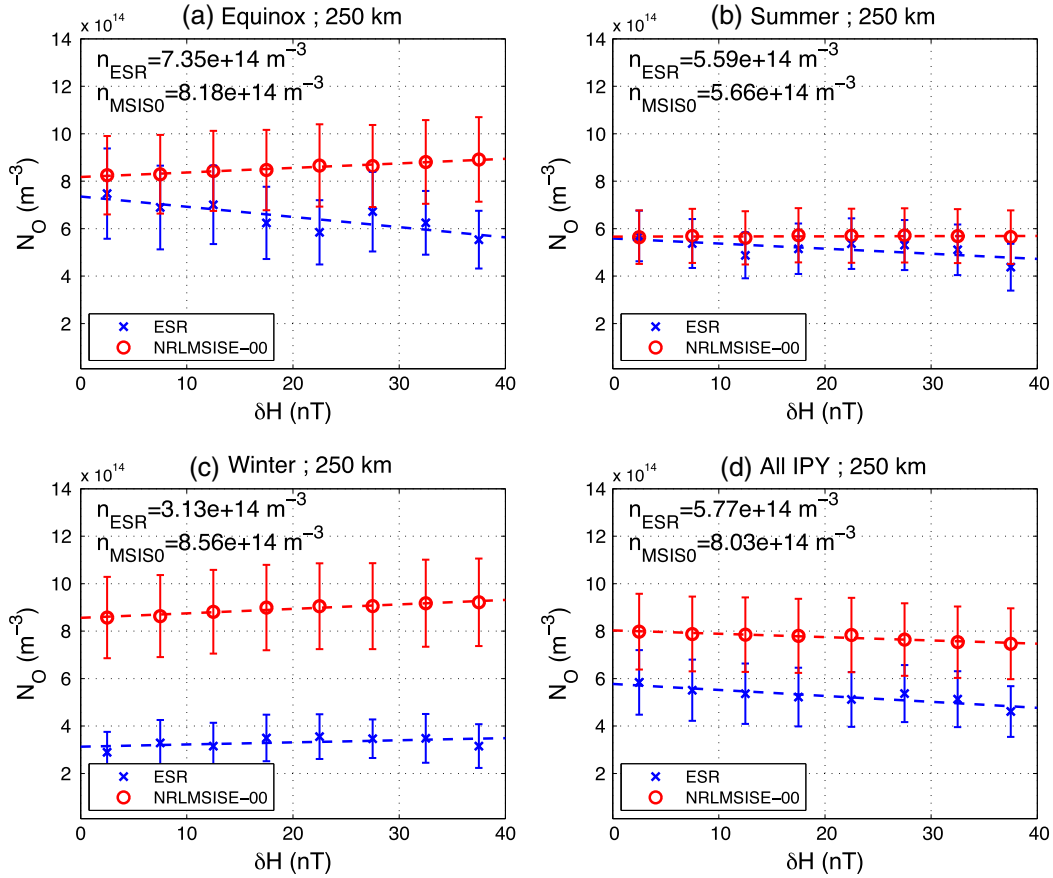 (a) Equinox ; 250 km
x 10^14
n_ESR=7.35e+14 m^−3
n_MSIS0=8.18e+14 m^−3
N_O (m^−3)
14
12
10
8
6
4
2
ESR
NRLMSISE−00
0 10 20 30 40
δH (nT)
(b) Summer ; 250 km
x 10^14
n_ESR=5.59e+14 m^−3
n_MSIS0=5.66e+14 m^−3
N_O (m^−3)
14
12
10
8
6
4
2
ESR
NRLMSISE−00
0 10 20 30 40
δH (nT)
(c) Winter ; 250 km
x 10^14
n_ESR=3.13e+14 m^−3
n_MSIS0=8.56e+14 m^−3
N_O (m^−3)
14
12
10
8
6
4
2
ESR
NRLMSISE−00
0 10 20 30 40
δH (nT)
(d) All IPY ; 250 km
x 10^14
n_ESR=5.77e+14 m^−3
n_MSIS0=8.03e+14 m^−3
N_O (m^−3)
14
12
10
8
6
4
2
ESR
NRLMSISE−00
0 10 20 30 40
δH (nT)